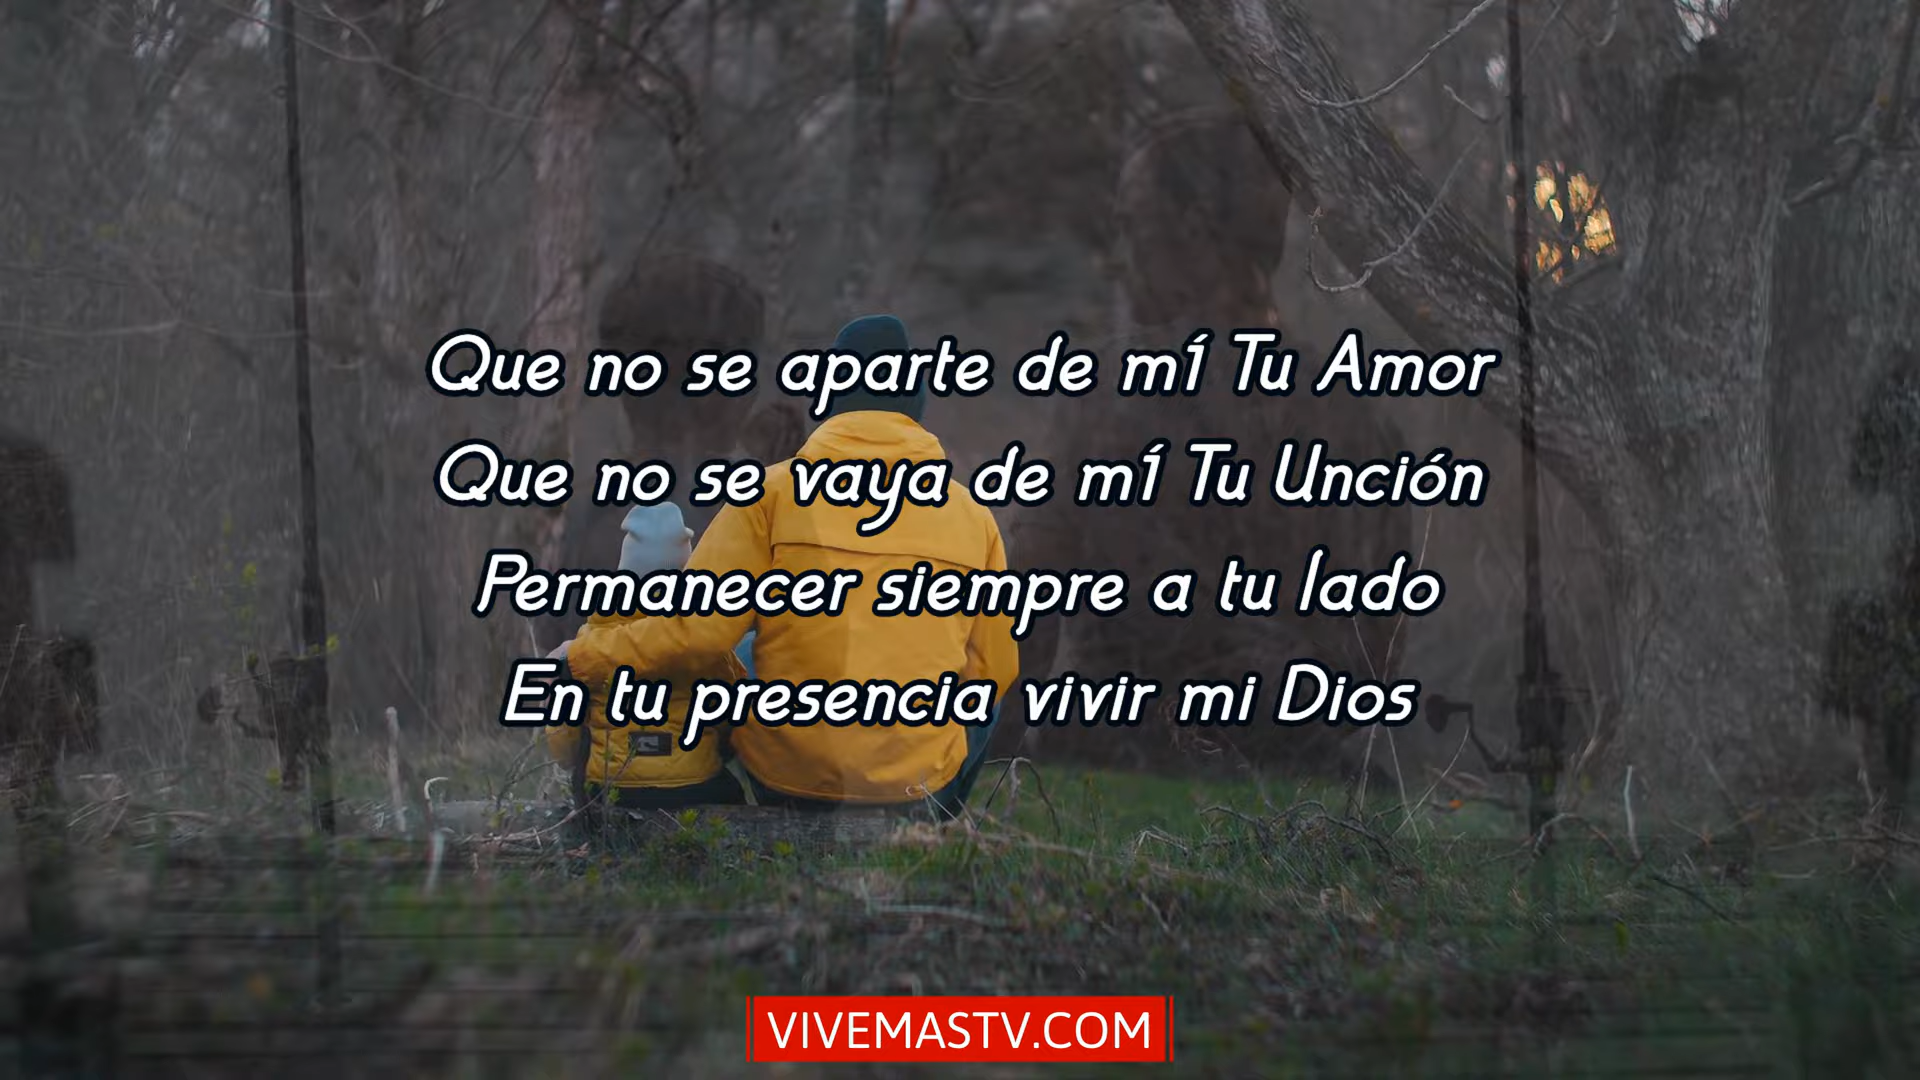 Que no se aparte de mí Tu Amor
Que no se vaya de mí Tu Unción
Permanecer siempre a tu lado
En tu presencia vivir mi Dios
VIVEMASTV.COM